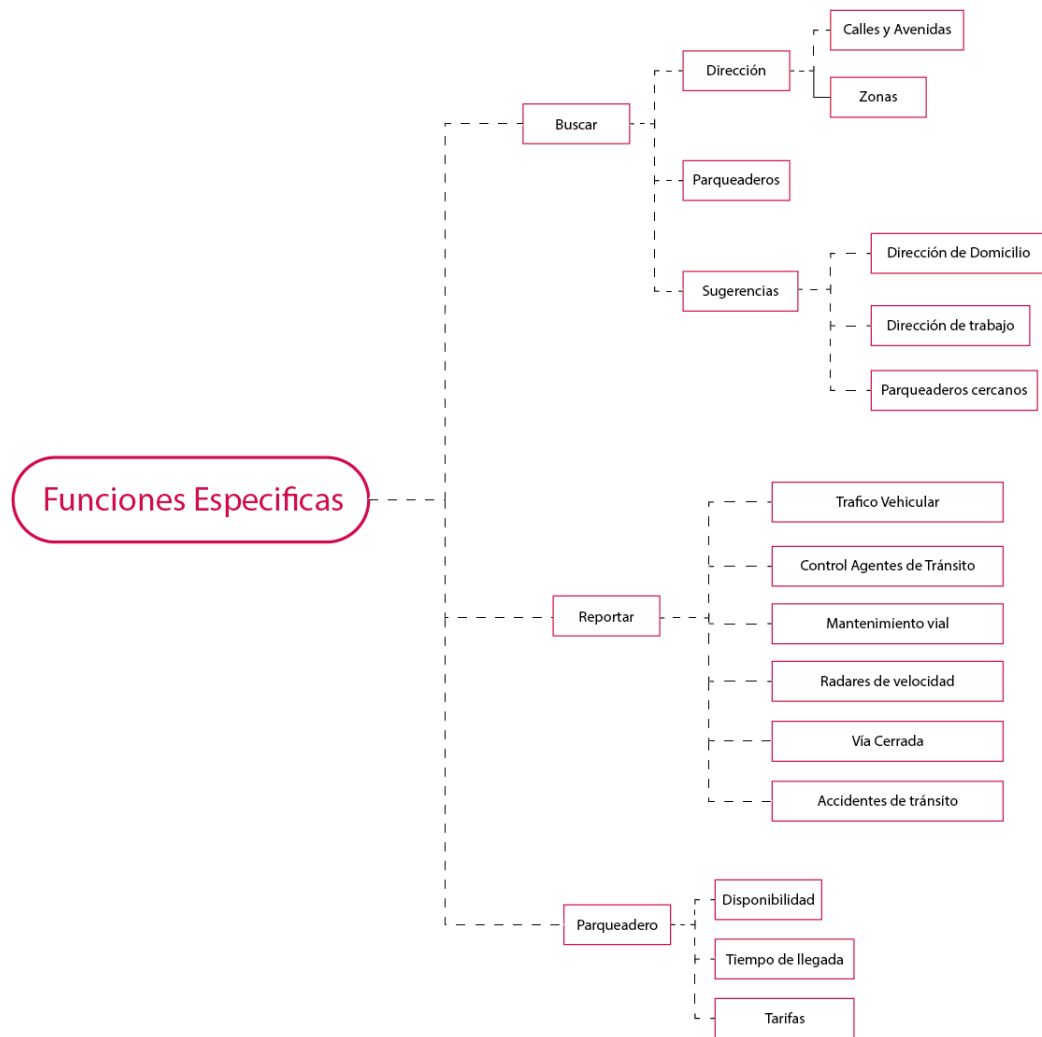 Funciones Especificas
Buscar
Dirección
Calles y Avenidas
Zonas
Parqueaderos
Sugerencias
Dirección de Domicilio
Dirección de trabajo
Parqueaderos cercanos
Reportar
Trafico Vehicular
Control Agentes de Tránsito
Mantenimiento vial
Radares de velocidad
Vía Cerrada
Accidentes de tránsito
Parqueadero
Disponibilidad
Tiempo de llegada
Tarifas